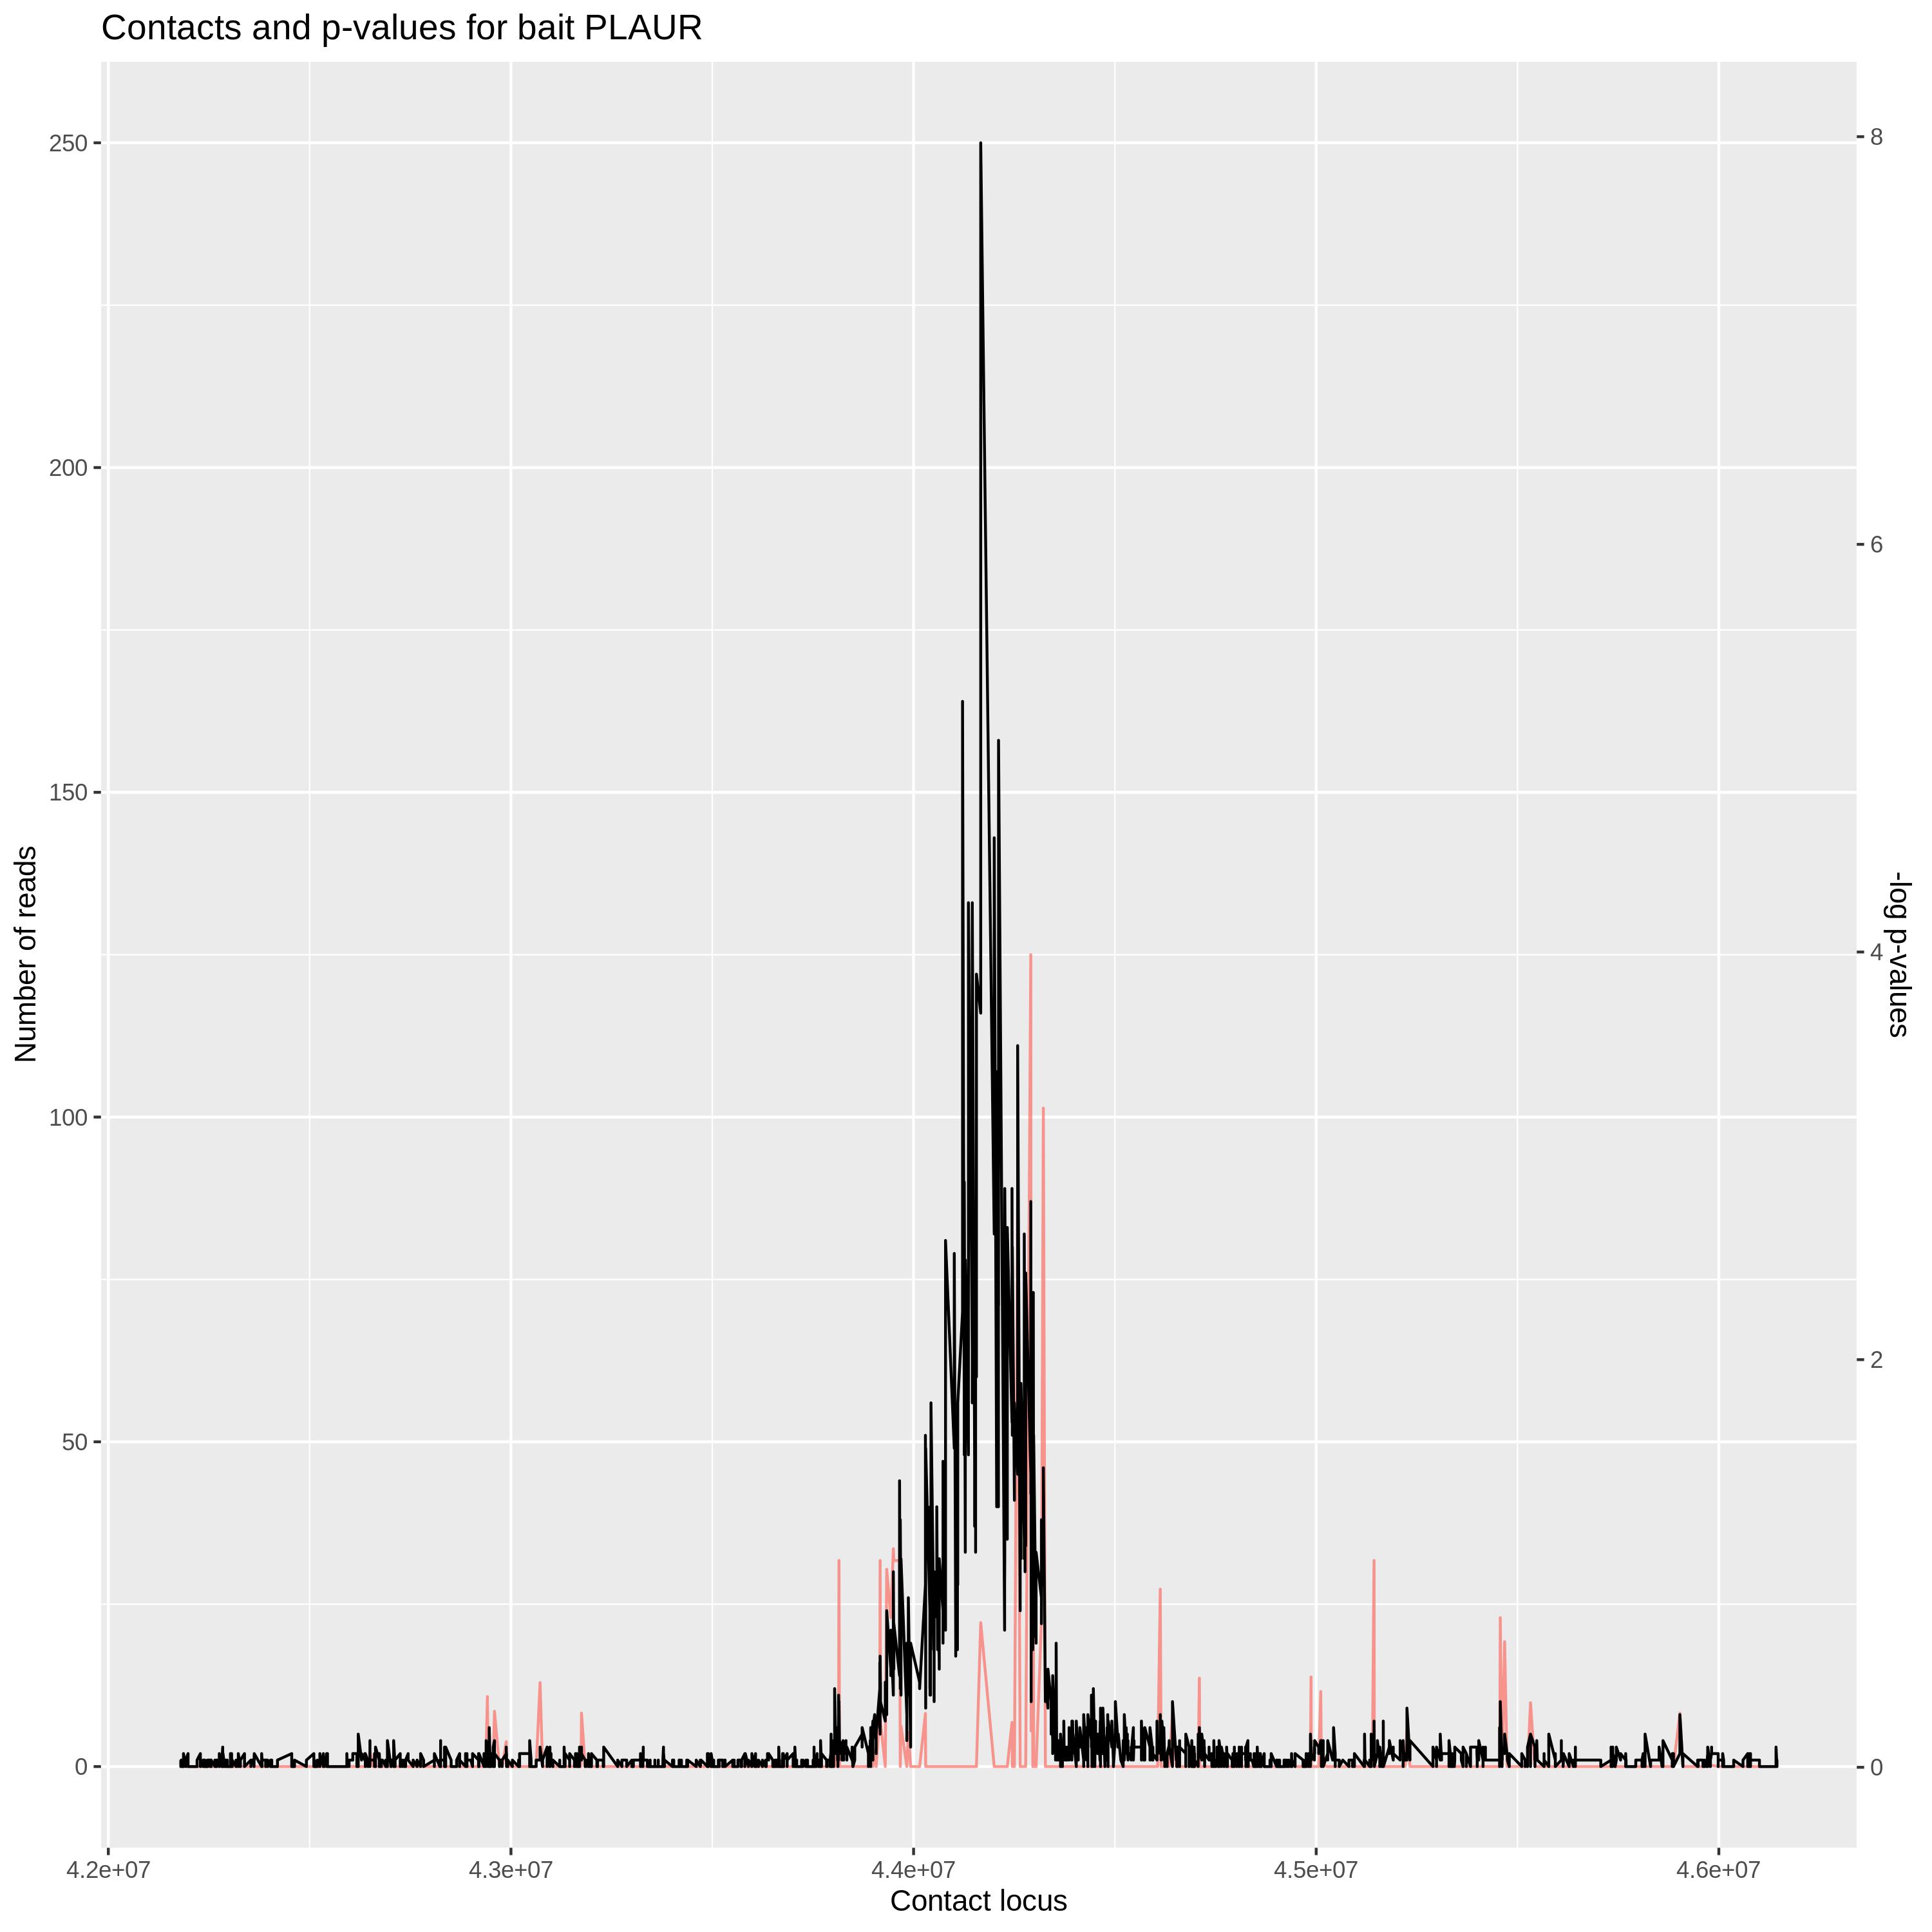 Contacts and p-values for bait PLAUR
250
200
150
100
50
0
Number of reads
8
6
4
2
0
-log p-values
4.2e+07 4.3e+07 4.4e+07 4.5e+07 4.6e+07
Contact locus